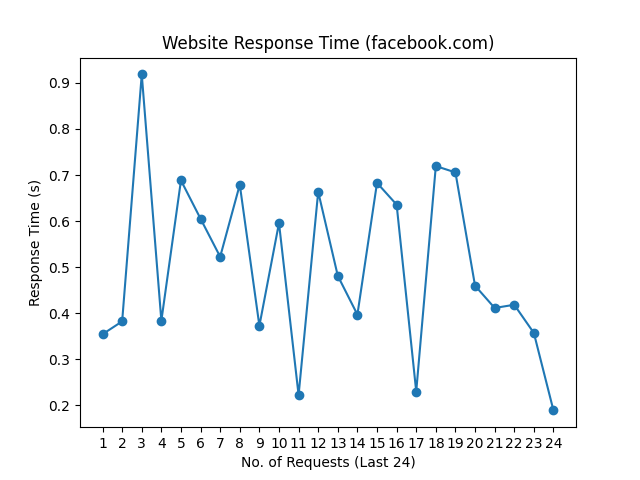 Website Response Time (facebook.com)
Response Time (s)
0.9
0.8
0.7
0.6
0.5
0.4
0.3
0.2
1 2 3 4 5 6 7 8 9 10 11 12 13 14 15 16 17 18 19 20 21 22 23 24
No. of Requests (Last 24)